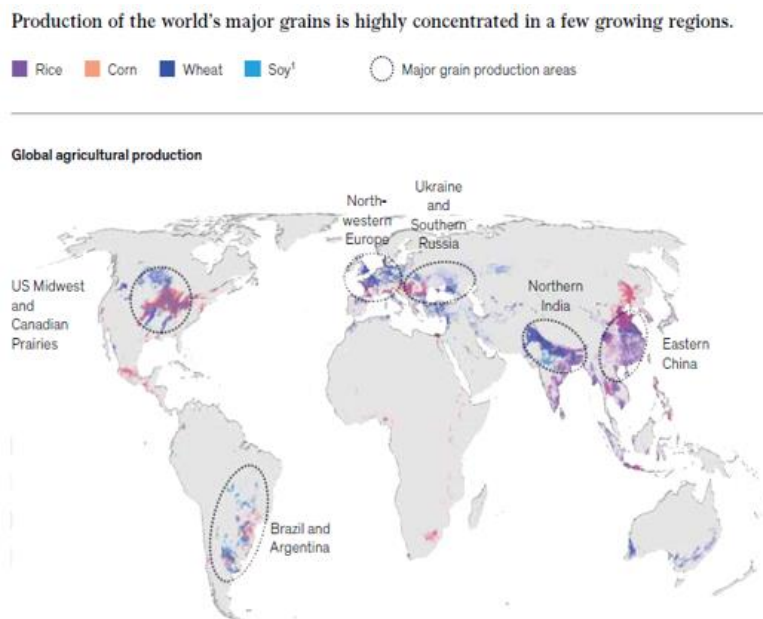 Production of the world's major grains is highly concentrated in a few growing regions.
Rice Corn Wheat Soy¹ Major grain production areas
Global agricultural production
US Midwest
and
Canadian
Prairies
North-
western
Europe
Ukraine
and
Southern
Russia
Northern
India
Eastern
China
Brazil and
Argentina